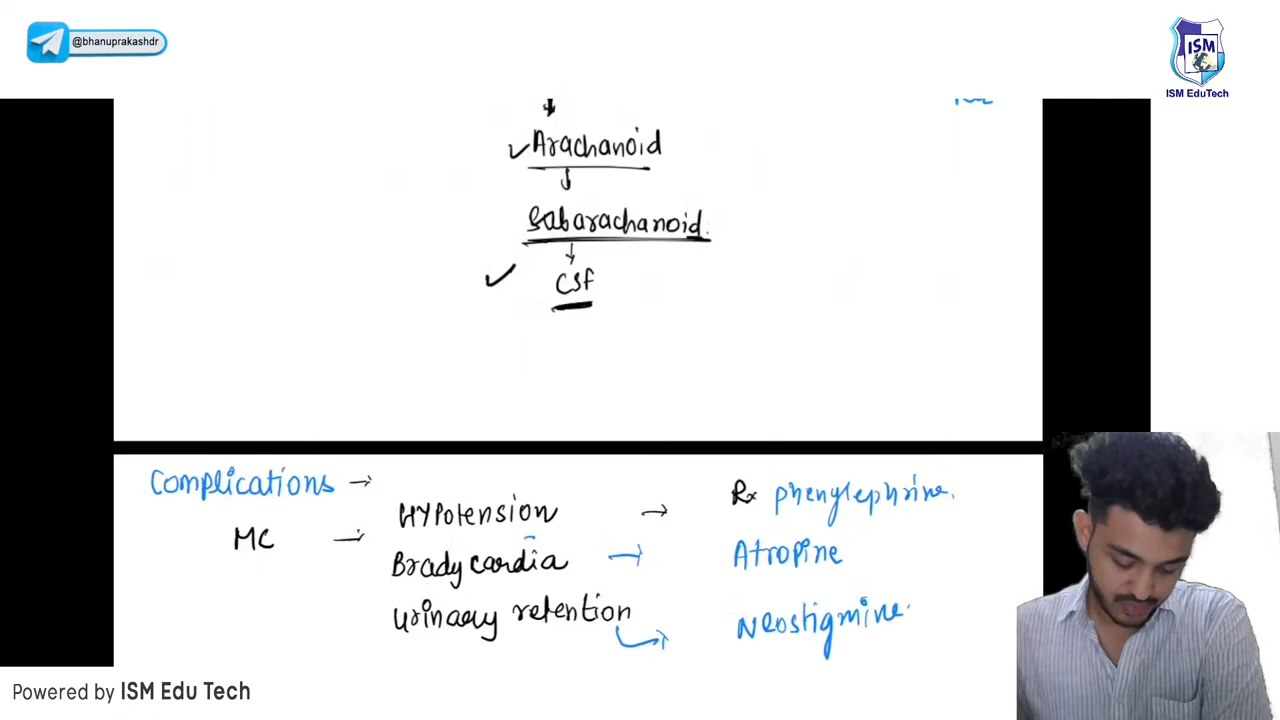 @bhanuprakashdr
ISM
ISM EduTech
Arachanoid
Sabarachanoid.
CSF
Complications →
MC → Hypotension → Rx phenylephrine.
Bradycardia → Atropine
Urinary retention → Neostigmine.
Powered by ISM Edu Tech